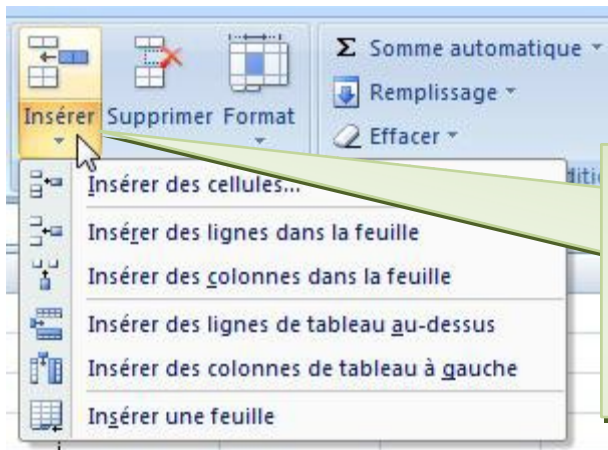 Insérer Supprimer Format
Σ Somme automatique
Remplissage
Effacer
Insérer des cellules...
Insérer des lignes dans la feuille
Insérer des colonnes dans la feuille
Insérer des lignes de tableau au-dessus
Insérer des colonnes de tableau à gauche
Insérer une feuille